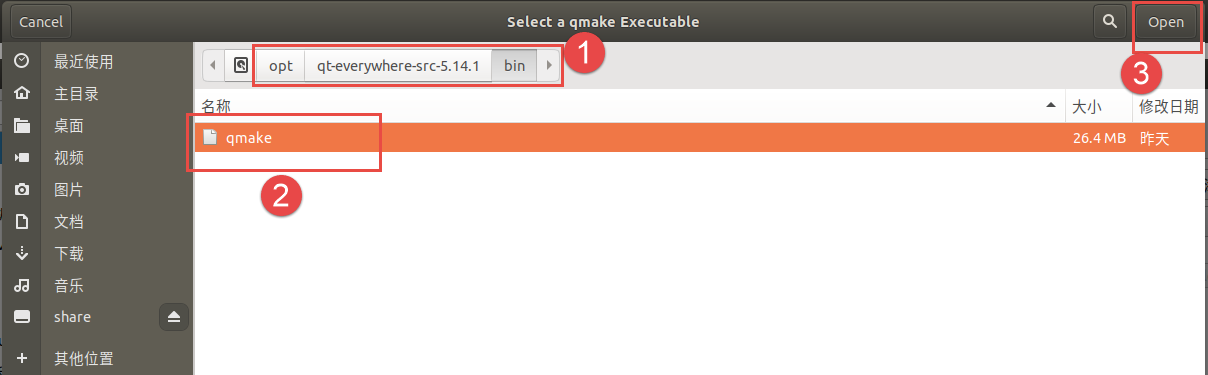 Cancel
Select a qmake Executable
Open
1
3
最近使用
主目录
桌面
视频
图片
文档
下载
音乐
share
其他位置
opt
qt-everywhere-src-5.14.1
bin
名称
大小
修改日期
qmake
26.4 MB
昨天
2